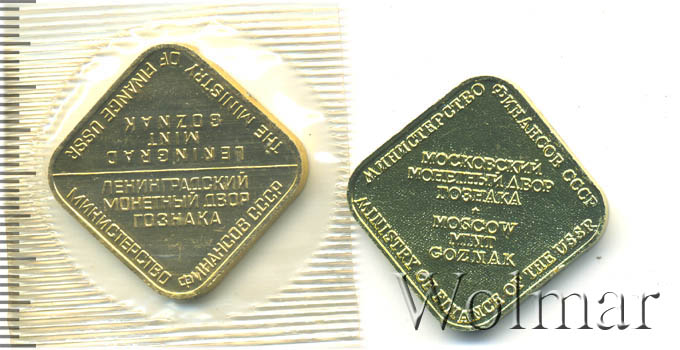 THE MINISTRY OF FINANCE USSR
LENINGRAD
MINT
GOZNAK
ЛЕНИНГРАДСКИЙ
МОНЕТНЫЙ ДВОР
ГОЗНАКА
МИНИСТЕРСТВО ФИНАНСОВ СССР
МИНИСТЕРСТВО ФИНАНСОВ СССР
МОСКОВСКИЙ
МОНЕТНЫЙ ДВОР
ГОЗНАКА
MOSCOW
MINT
GOZNAK
MINISTRY OF FINANCE OF THE USSR
Wolmar